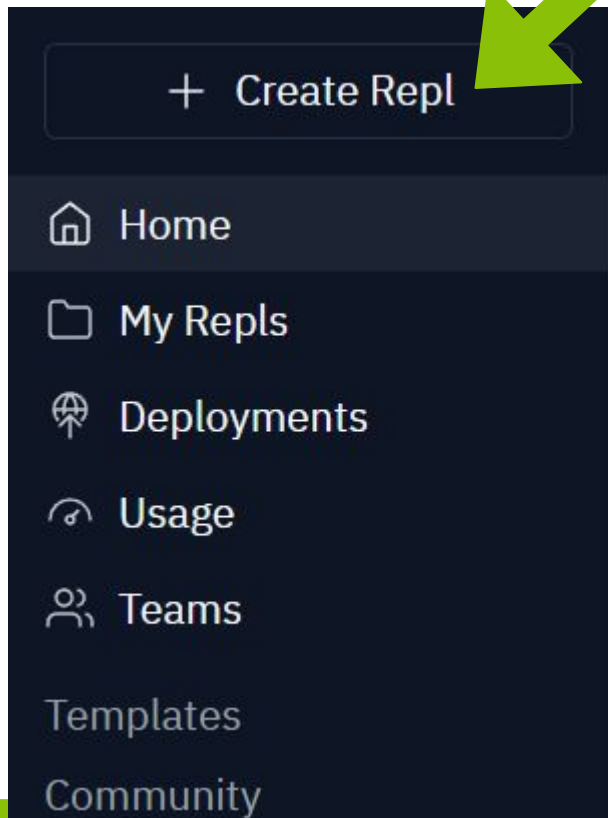 + Create Repl
Home
My Repls
Deployments
Usage
Teams
Templates
Community